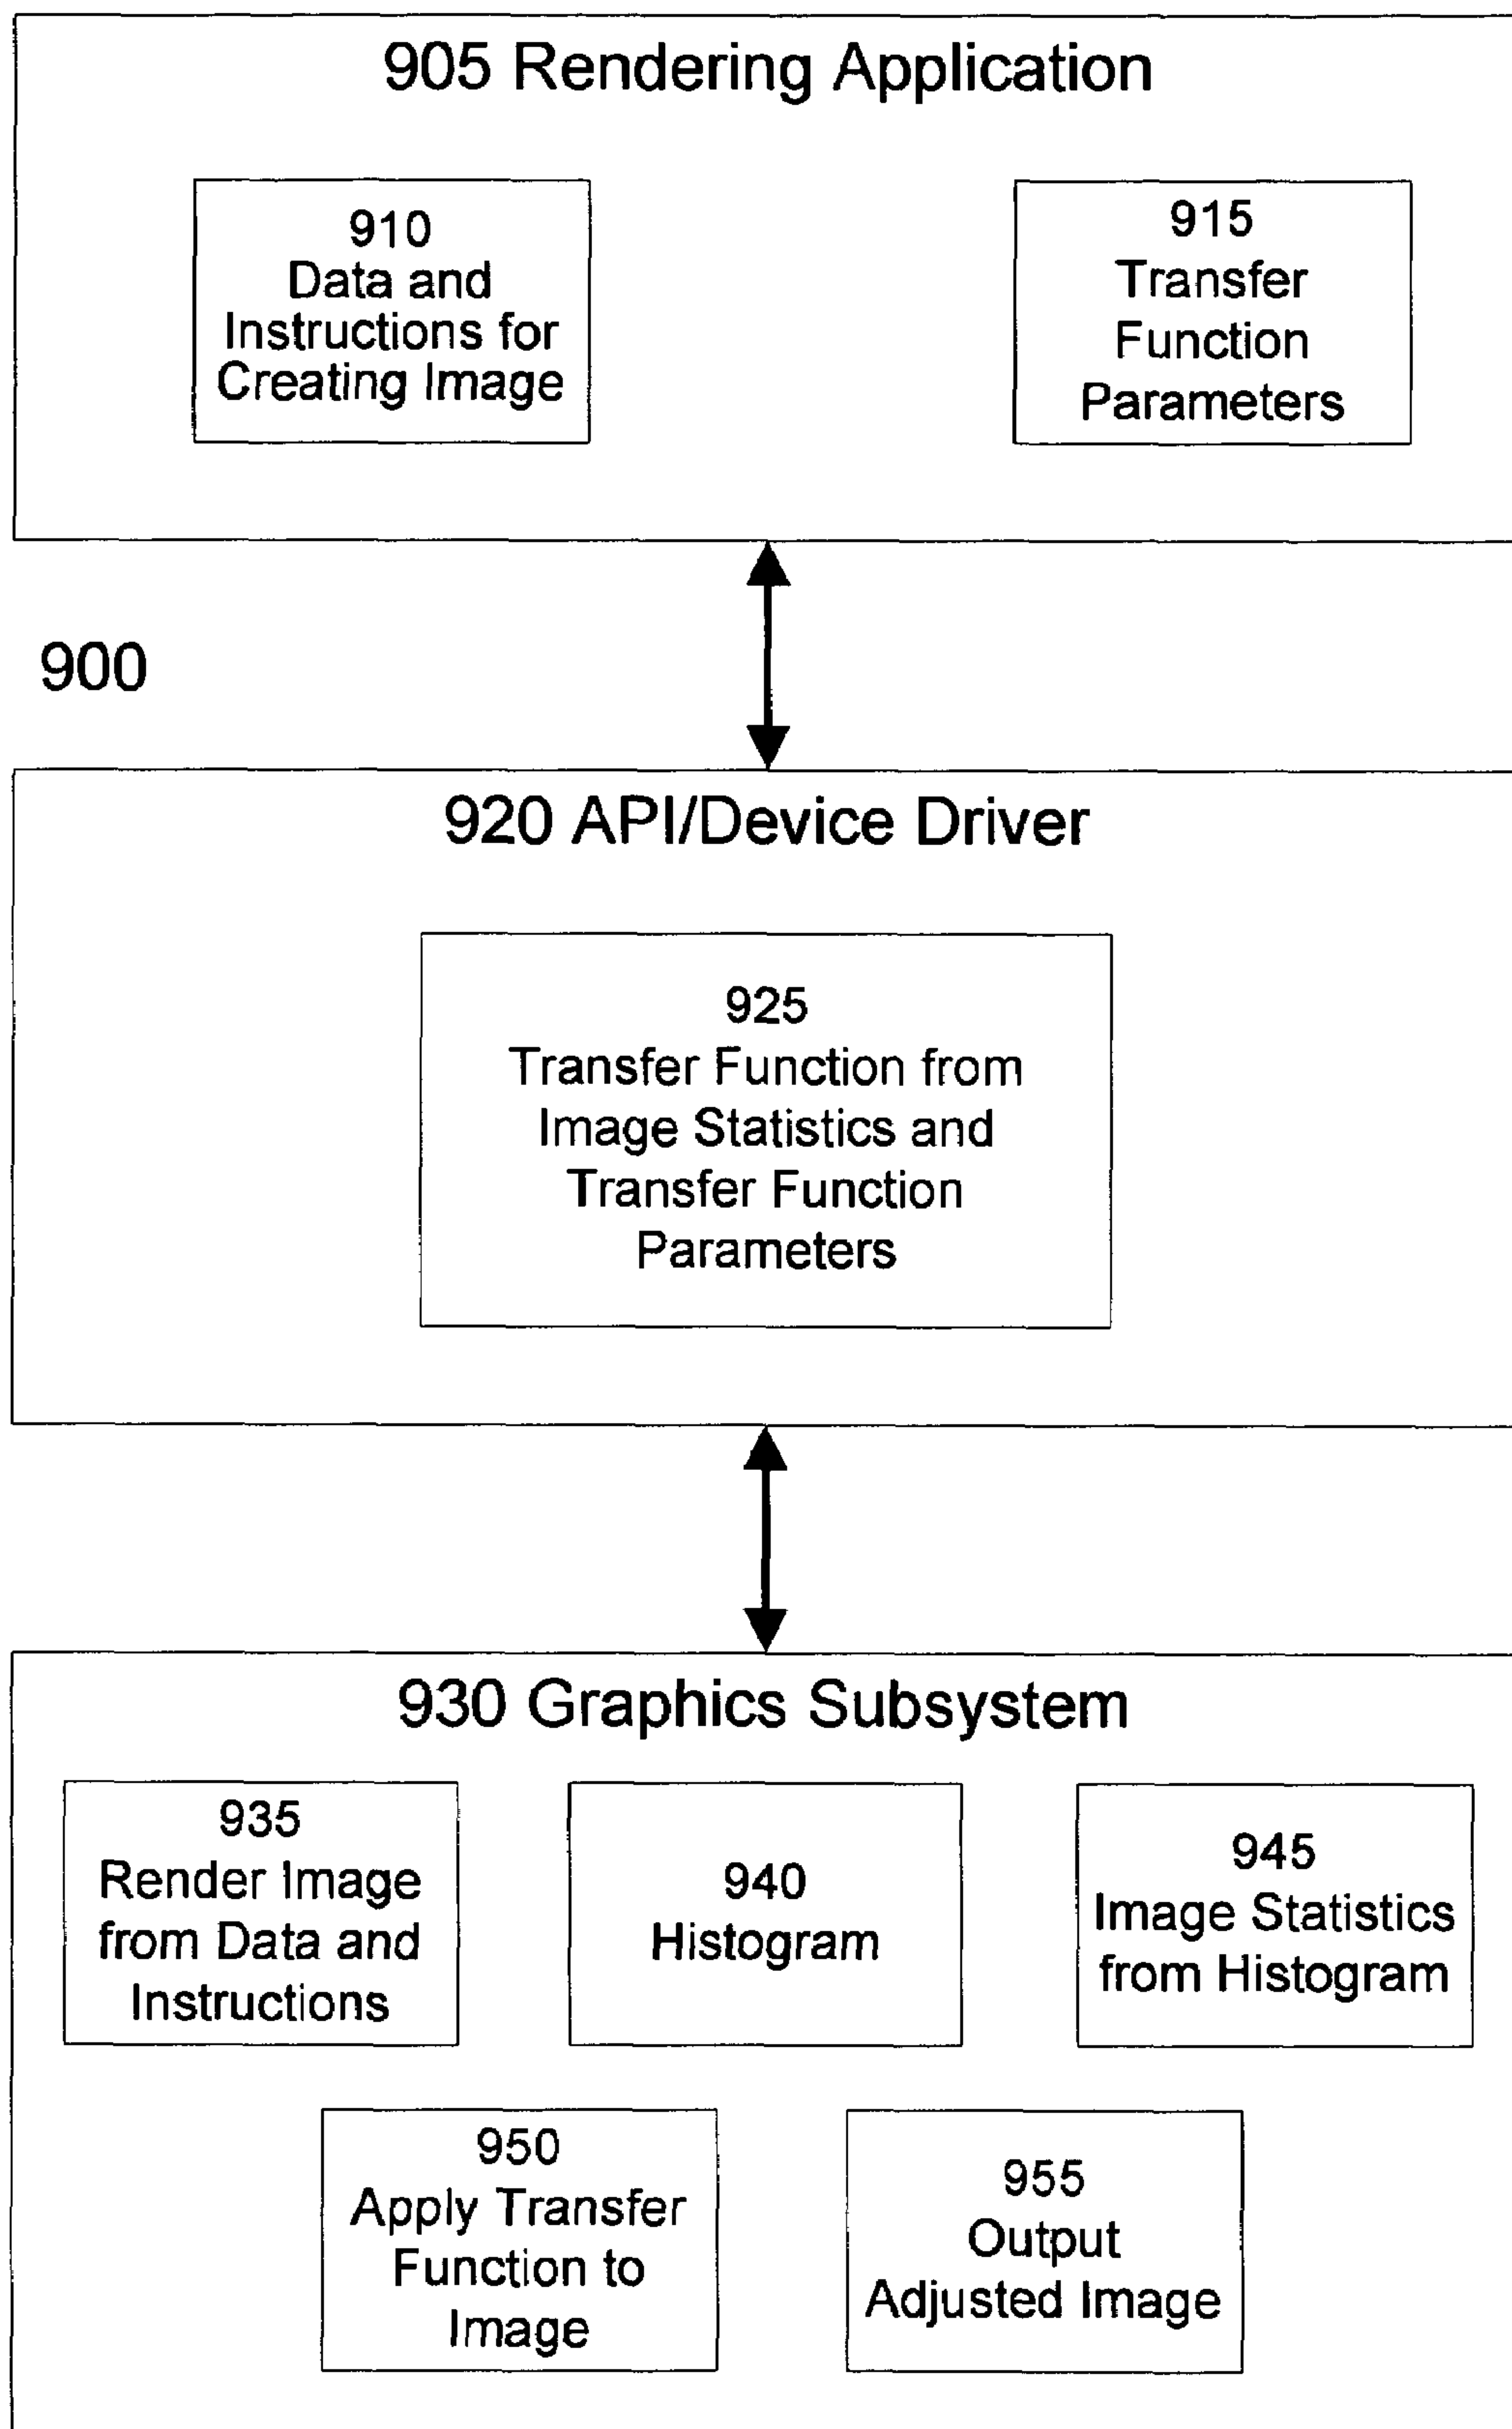 905 Rendering Application
910
Data and
Instructions for
Creating Image
915
Transfer
Function
Parameters
900
920 API/Device Driver
925
Transfer Function from
Image Statistics and
Transfer Function
Parameters
930 Graphics Subsystem
935
Render Image
from Data and
Instructions
940
Histogram
945
Image Statistics
from Histogram
950
Apply Transfer
Function to
Image
955
Output
Adjusted Image